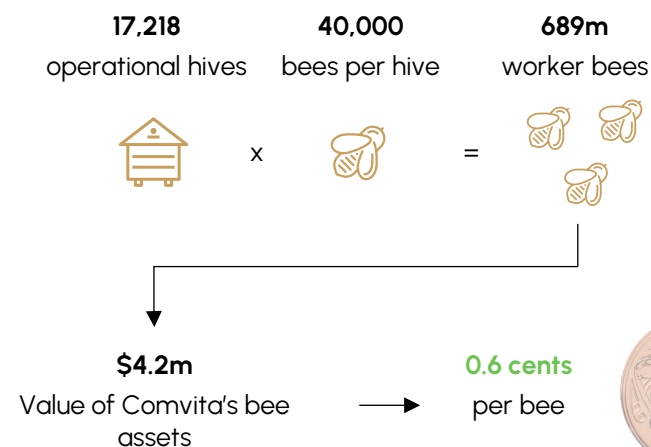 17,218
operational hives
x
40,000
bees per hive
=
689m
worker bees
$4.2m
Value of Comvita's bee
assets
0.6 cents
per bee